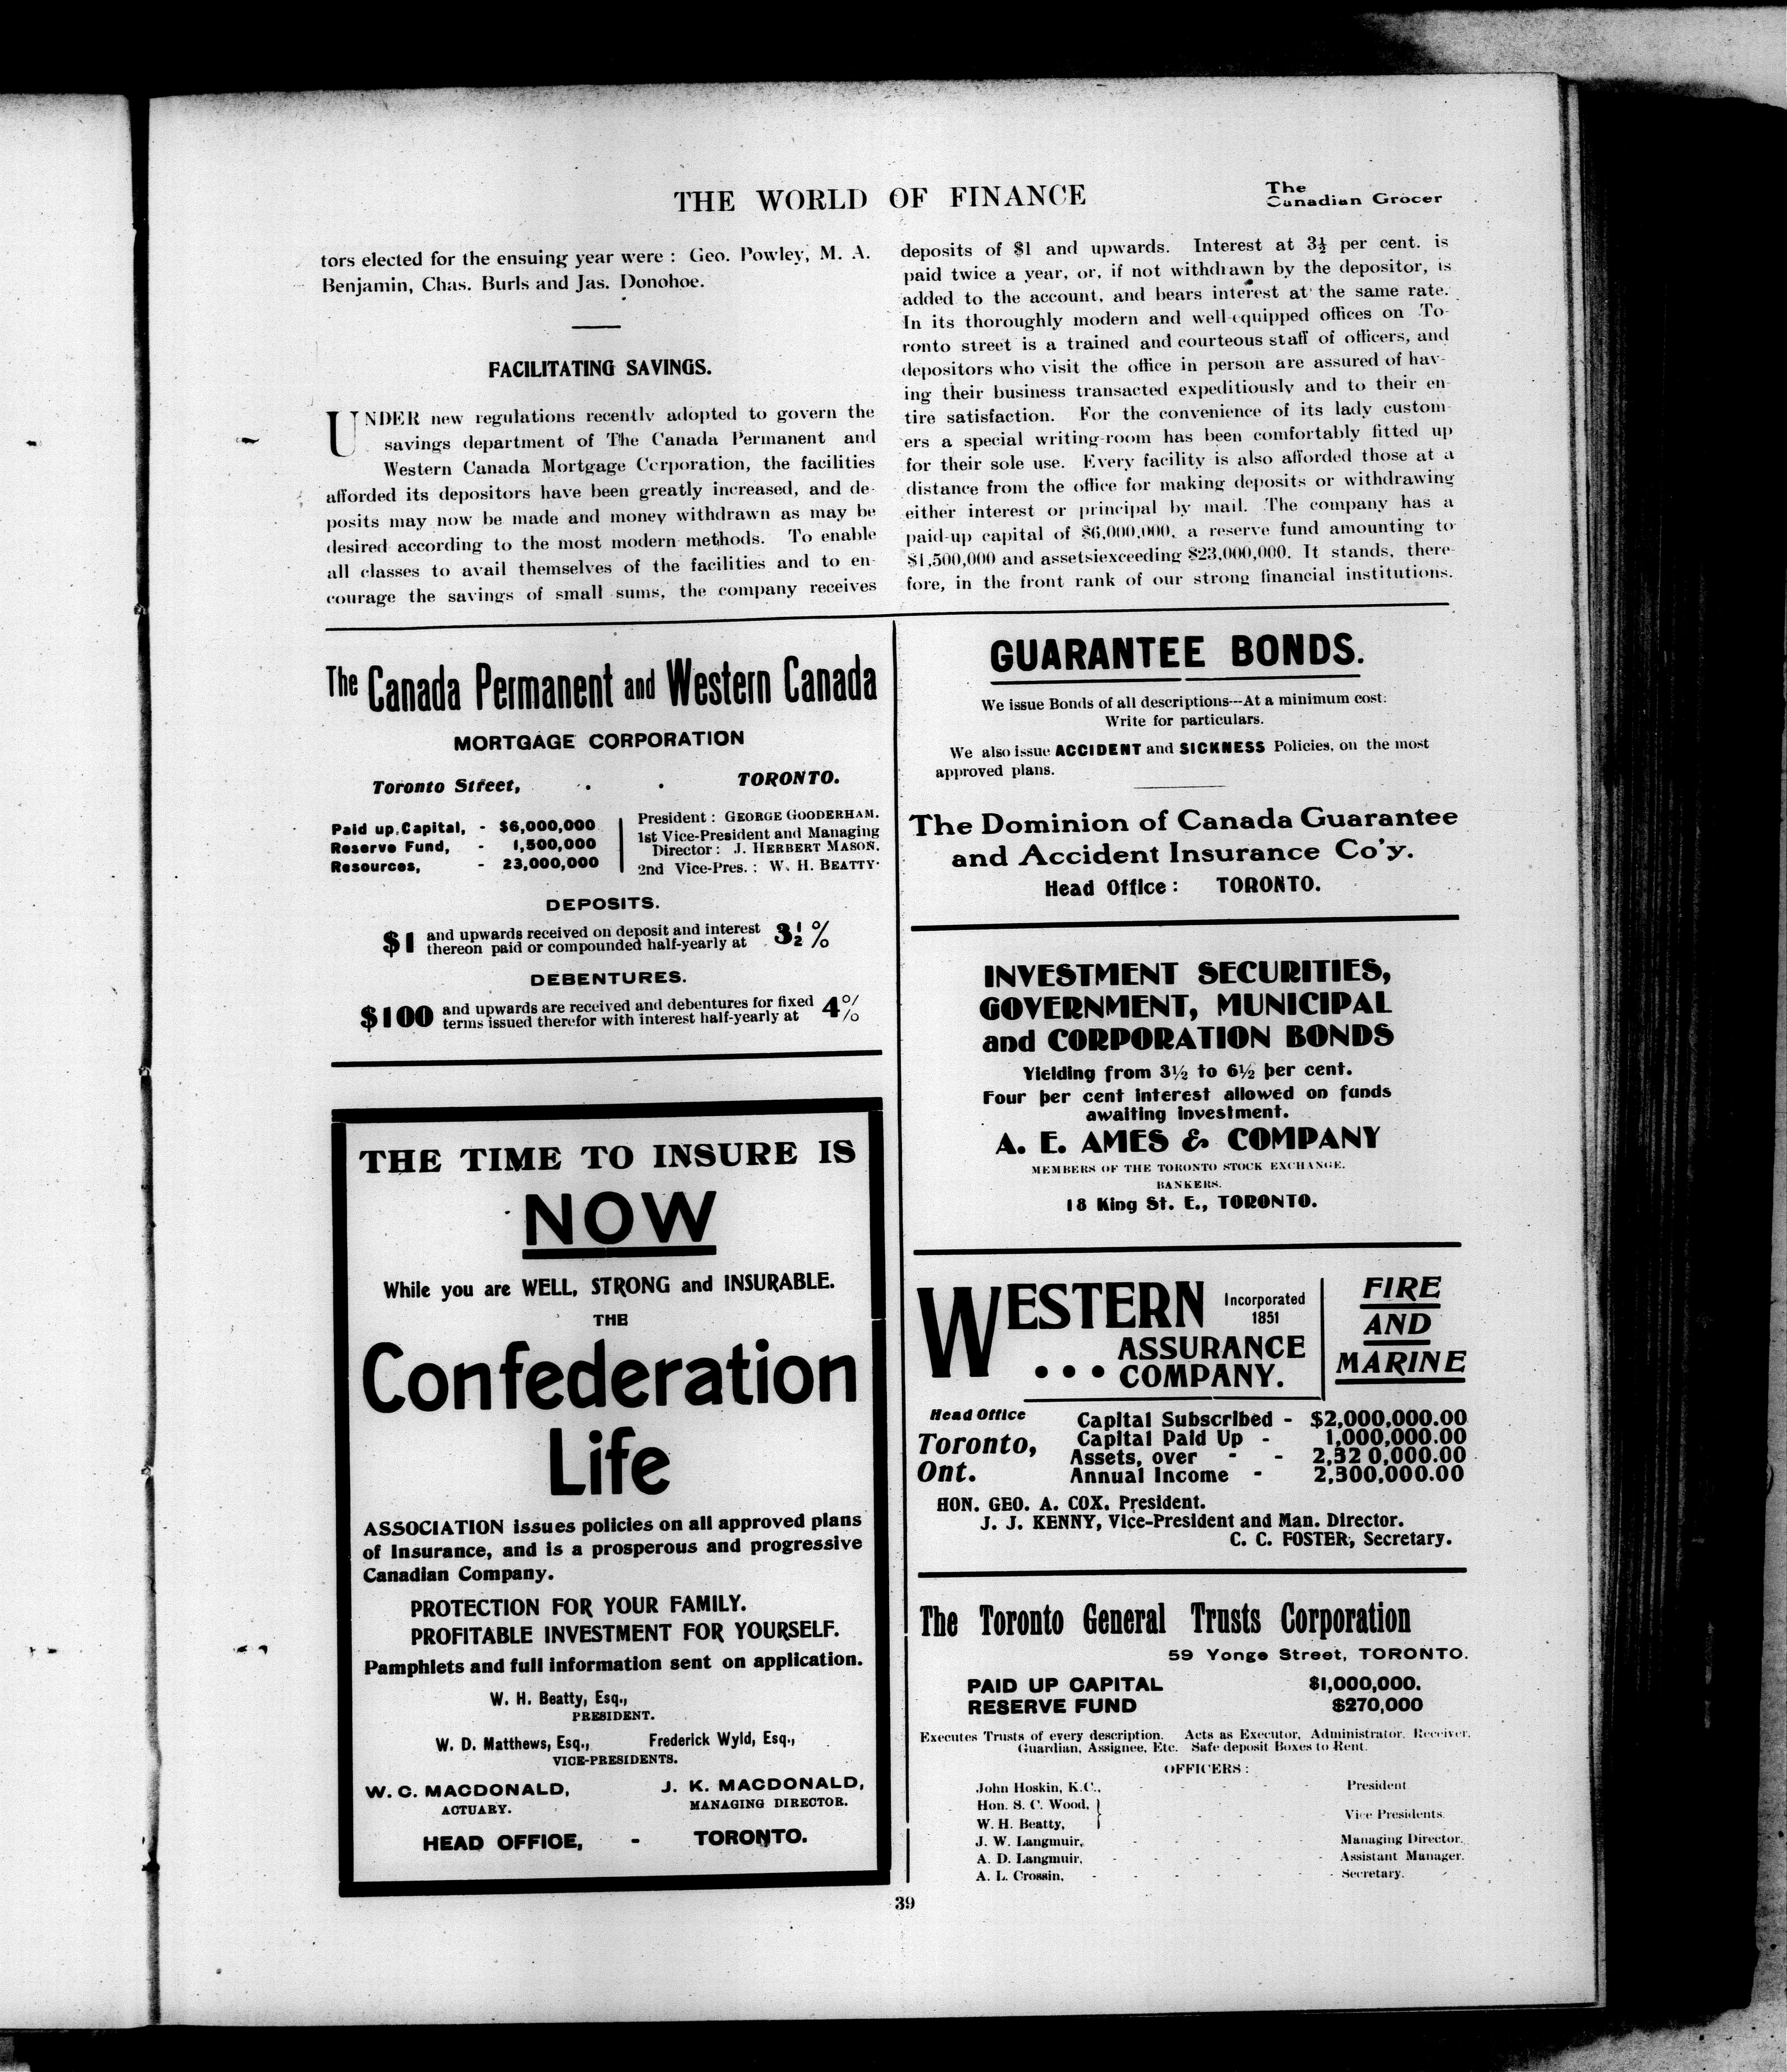 THE WORLD OF FINANCE
The
Canadian Grocer
tors elected for the ensuing year were : Geo. Powley, M. A.
Benjamin, Chas. Burls and Jas. Donohoe.
FACILITATING SAVINGS.
UNDER new regulations recently adopted to govern the
savings department of The Canada Permanent and
Western Canada Mortgage Corporation, the facilities
afforded its depositors have been greatly increased, and de-
posits may now be made and money withdrawn as may be
desired according to the most modern methods. To enable
all classes to avail themselves of the facilities and to en-
courage the savings of small sums, the company receives
deposits of $1 and upwards. Interest at 3½ per cent. is
paid twice a year, or, if not withdrawn by the depositor, is
added to the account, and bears interest at the same rate.
In its thoroughly modern and well-equipped offices on To-
ronto street is a trained and courteous staff of officers, and
depositors who visit the office in person are assured of hav-
ing their business transacted expeditiously and to their en-
tire satisfaction. For the convenience of its lady custom-
ers a special writing-room has been comfortably fitted up
for their sole use. Every facility is also afforded those at a
distance from the office for making deposits or withdrawing
either interest or principal by mail. The company has a
paid-up capital of $6,000,000, a reserve fund amounting to
$1,500,000 and assetsiexceeding $23,000,000. It stands, there-
fore, in the front rank of our strong financial institutions.
The Canada Permanent and Western Canada
MORTGAGE CORPORATION
Toronto Street, . . TORONTO.
Paid up Capital, - $6,000,000
Reserve Fund, - 1,500,000
Resources, - 23,000,000
President : GEORGE GOODERHAM.
1st Vice-President and Managing
Director : J. HERBERT MASON.
2nd Vice-Pres. : W. H. BEATTY.
DEPOSITS.
$1 and upwards received on deposit and interest
thereon paid or compounded half-yearly at 3½ %
DEBENTURES.
$100 and upwards are received and debentures for fixed
terms issued therefor with interest half-yearly at 4%
THE TIME TO INSURE IS
NOW
While you are WELL, STRONG and INSURABLE.
THE
Confederation
Life
ASSOCIATION issues policies on all approved plans
of Insurance, and is a prosperous and progressive
Canadian Company.
PROTECTION FOR YOUR FAMILY.
PROFITABLE INVESTMENT FOR YOURSELF.
Pamphlets and full information sent on application.
W. H. Beatty, Esq.,
PRESIDENT.
W. D. Matthews, Esq., Frederick Wyld, Esq.,
VICE-PRESIDENTS.
W. C. MACDONALD, J. K. MACDONALD,
ACTUARY. MANAGING DIRECTOR.
HEAD OFFICE, - TORONTO.
GUARANTEE BONDS.
We issue Bonds of all descriptions---At a minimum cost.
Write for particulars.
We also issue ACCIDENT and SICKNESS Policies, on the most
approved plans.
The Dominion of Canada Guarantee
and Accident Insurance Co'y.
Head Office : TORONTO.
INVESTMENT SECURITIES,
GOVERNMENT, MUNICIPAL
and CORPORATION BONDS
Yielding from 3½ to 6½ per cent.
Four per cent interest allowed on funds
awaiting investment.
A. E. AMES & COMPANY
MEMBERS OF THE TORONTO STOCK EXCHANGE.
BANKERS.
18 King St. E., TORONTO.
WESTERN Incorporated
1851
... ASSURANCE
COMPANY.
FIRE
AND
MARINE
Head Office
Toronto,
Ont.
Capital Subscribed - $2,000,000.00
Capital Paid Up - 1,000,000.00
Assets, over - - 2,320,000.00
Annual Income - 2,300,000.00
HON. GEO. A. COX, President.
J. J. KENNY, Vice-President and Man. Director.
C. C. FOSTER, Secretary.
The Toronto General Trusts Corporation
59 Yonge Street, TORONTO.
PAID UP CAPITAL $1,000,000.
RESERVE FUND $270,000
Executes Trusts of every description. Acts as Executor, Administrator, Receiver,
Guardian, Assignee, Etc. Safe deposit Boxes to Rent.
OFFICERS :
John Hoskin, K.C., - - - - President
Hon. S. C. Wood, }
W. H. Beatty, } - - - Vice Presidents.
J. W. Langmuir, - - - - - Managing Director.
A. D. Langmuir, - - - - - - Assistant Manager.
A. L. Crossin, - - - - - - Secretary.
39